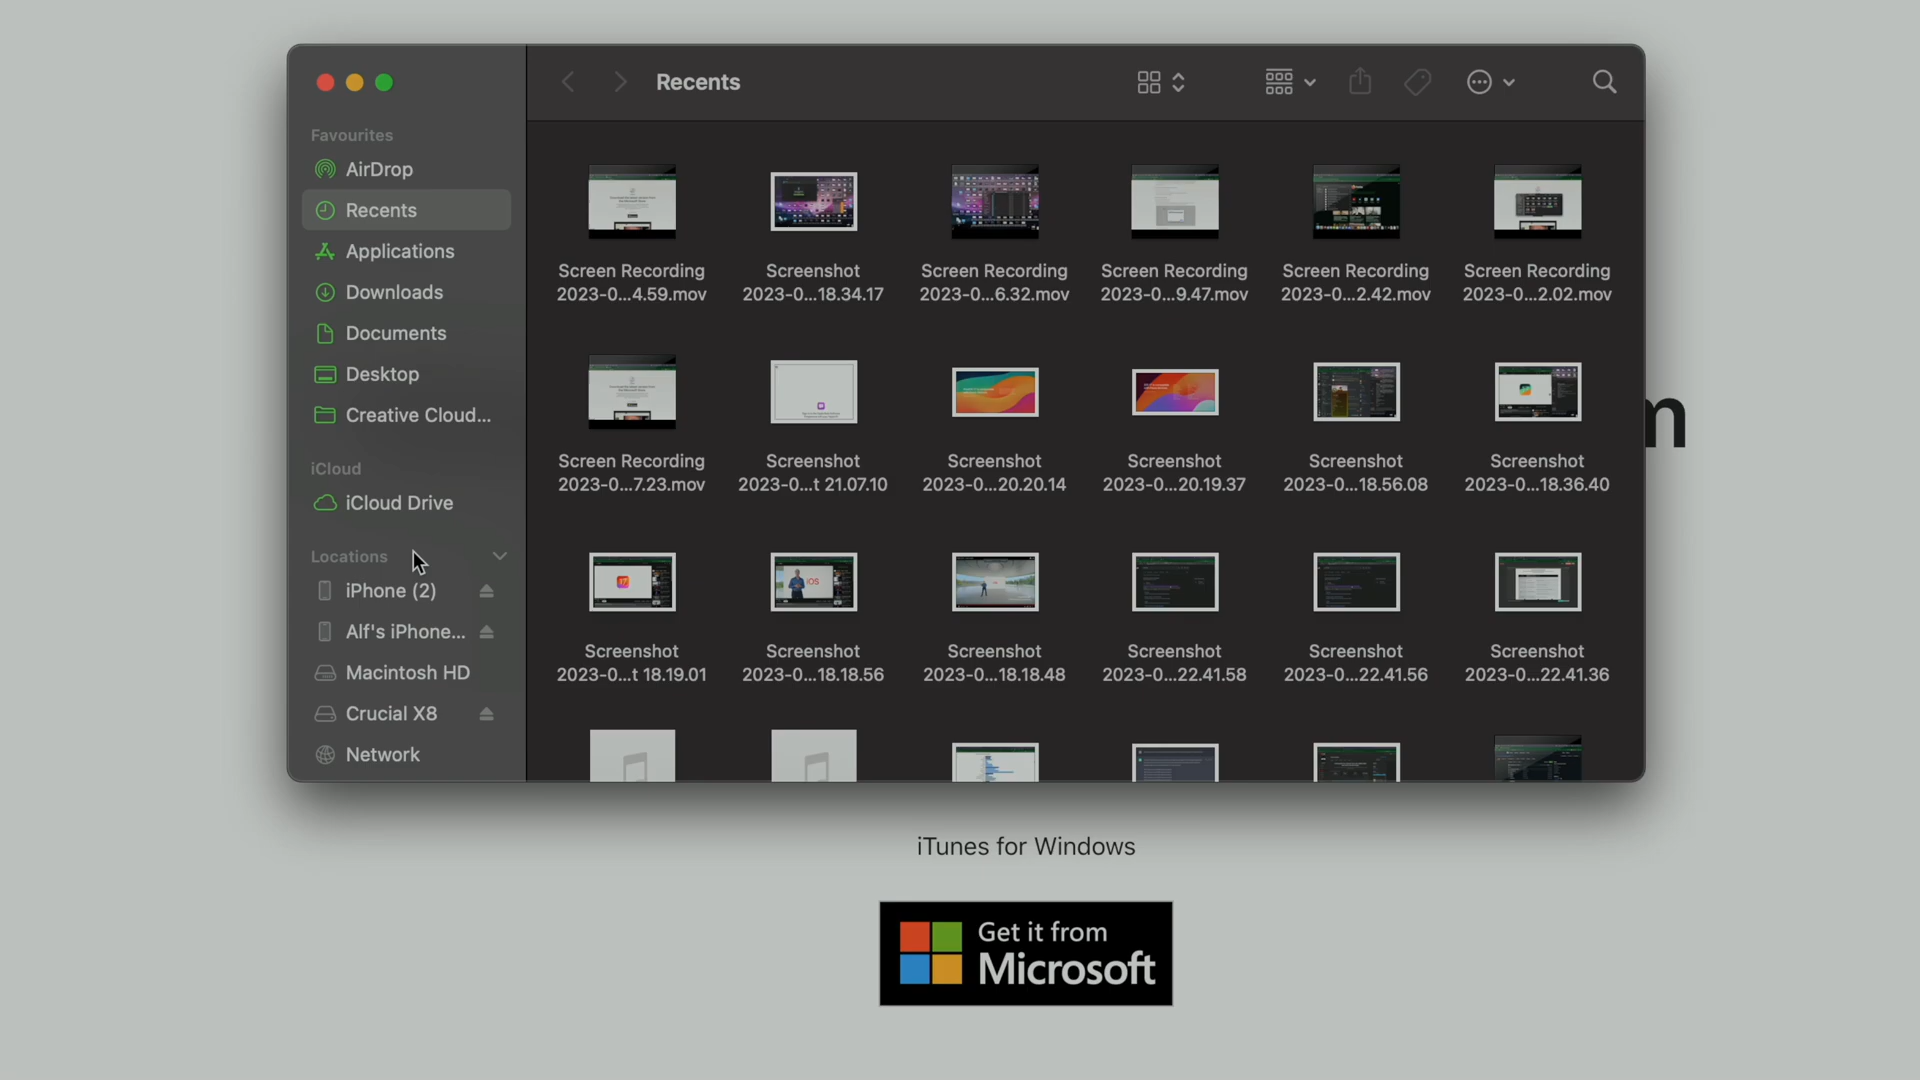 Recents
Favourites
AirDrop
Recents
Applications
Downloads
Documents
Desktop
Creative Cloud...
iCloud
iCloud Drive
Locations
iPhone (2)
Alf's iPhone...
Macintosh HD
Crucial X8
Network
Screen Recording
2023-0...4.59.mov
Screenshot
2023-0...18.34.17
Screen Recording
2023-0...6.32.mov
Screen Recording
2023-0...9.47.mov
Screen Recording
2023-0...2.42.mov
Screen Recording
2023-0...2.02.mov
Screen Recording
2023-0...7.23.mov
Screenshot
2023-0...t 21.07.10
Screenshot
2023-0...20.20.14
Screenshot
2023-0...20.19.37
Screenshot
2023-0...18.56.08
Screenshot
2023-0...18.36.40
17
iOS
Screenshot
2023-0...t 18.19.01
Screenshot
2023-0...18.18.56
Screenshot
2023-0...18.18.48
Screenshot
2023-0...22.41.58
Screenshot
2023-0...22.41.56
Screenshot
2023-0...22.41.36
m
iTunes for Windows
Get it from
Microsoft